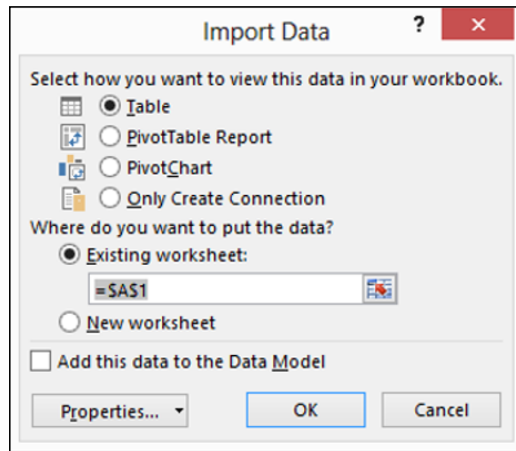 Import Data
?
×
Select how you want to view this data in your workbook.
Table
PivotTable Report
PivotChart
Only Create Connection
Where do you want to put the data?
Existing worksheet:
=$A$1
New worksheet
Add this data to the Data Model
Properties...
OK
Cancel